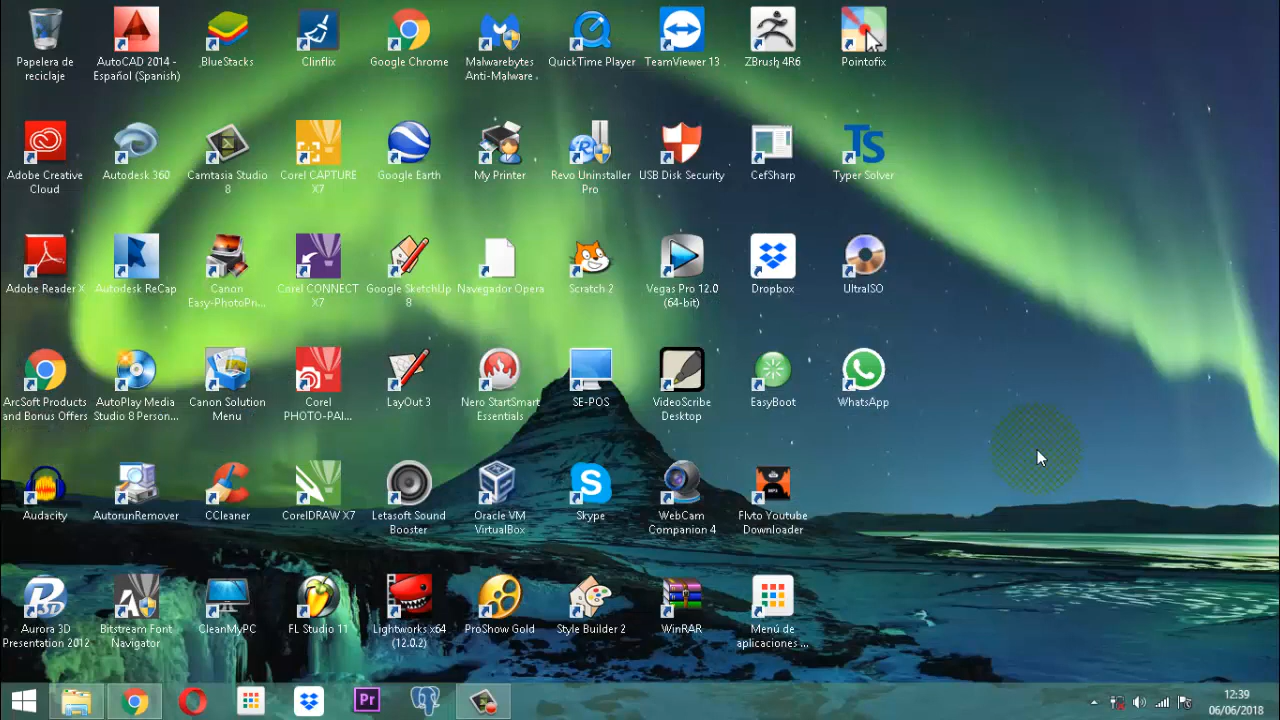 Papelera de
reciclaje
AutoCAD 2014 -
Español (Spanish)
BlueStacks
Clinflix
Google Chrome
Malwarebytes
Anti-Malware
QuickTime Player
TeamViewer 13
ZBrush 4R6
Pointofix
Adobe Creative
Cloud
Autodesk 360
Camtasia Studio
8
Corel CAPTURE
X7
Google Earth
My Printer
Revo Uninstaller
Pro
USB Disk Security
CefSharp
TS
Typer Solver
Adobe Reader X
Autodesk ReCap
Canon
Easy-PhotoPri...
Corel CONNECT
X7
Google SketchUp
8
Navegador Opera
Scratch 2
Vegas Pro 12.0
(64-bit)
Dropbox
UltraISO
ArcSoft Products
and Bonus Offers
AutoPlay Media
Studio 8 Person...
Canon Solution
Menu
Corel
PHOTO-PAI...
LayOut 3
Nero StartSmart
Essentials
SE-POS
VideoScribe
Desktop
EasyBoot
WhatsApp
Audacity
AutorunRemover
CCleaner
CorelDRAW X7
Letasoft Sound
Booster
Oracle VM
VirtualBox
Skype
WebCam
Companion 4
Flvto Youtube
Downloader
Aurora 3D
Presentation 2012
Bitstream Font
Navigator
CleanMyPC
FL Studio 11
Lightworks x64
(12.0.2)
ProShow Gold
Style Builder 2
WinRAR
Menú de
aplicaciones ...
Pr
12:39
06/06/2018